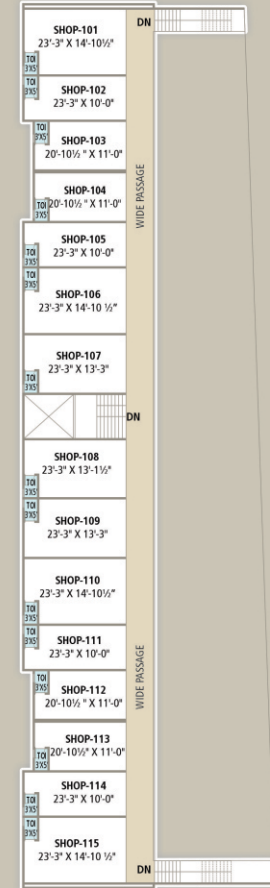 SHOP-101
23'-3" X 14'-10½"
DN
TOI
3'X5'
TOI
3'X5'
SHOP-102
23'-3" X 10'-0"
TOI
3'X5'
SHOP-103
20'-10½ " X 11'-0"
WIDE PASSAGE
SHOP-104
20'-10½ " X 11'-0"
TOI
3'X5'
SHOP-105
23'-3" X 10'-0"
TOI
3'X5'
TOI
3'X5'
SHOP-106
23'-3" X 14'-10 ½"
SHOP-107
23'-3" X 13'-3"
TOI
3'X5'
DN
SHOP-108
23'-3" X 13'-1½"
TOI
3'X5'
TOI
3'X5'
SHOP-109
23'-3" X 13'-3"
SHOP-110
23'-3" X 14'-10½"
TOI
3'X5'
TOI
3'X5'
SHOP-111
23'-3" X 10'-0"
WIDE PASSAGE
TOI
3'X5'
SHOP-112
20'-10½ " X 11'-0"
SHOP-113
20'-10½" X 11'-0"
TOI
3'X5'
SHOP-114
23'-3" X 10'-0"
TOI
3'X5'
TOI
3'X5'
SHOP-115
23'-3" X 14'-10 ½"
DN